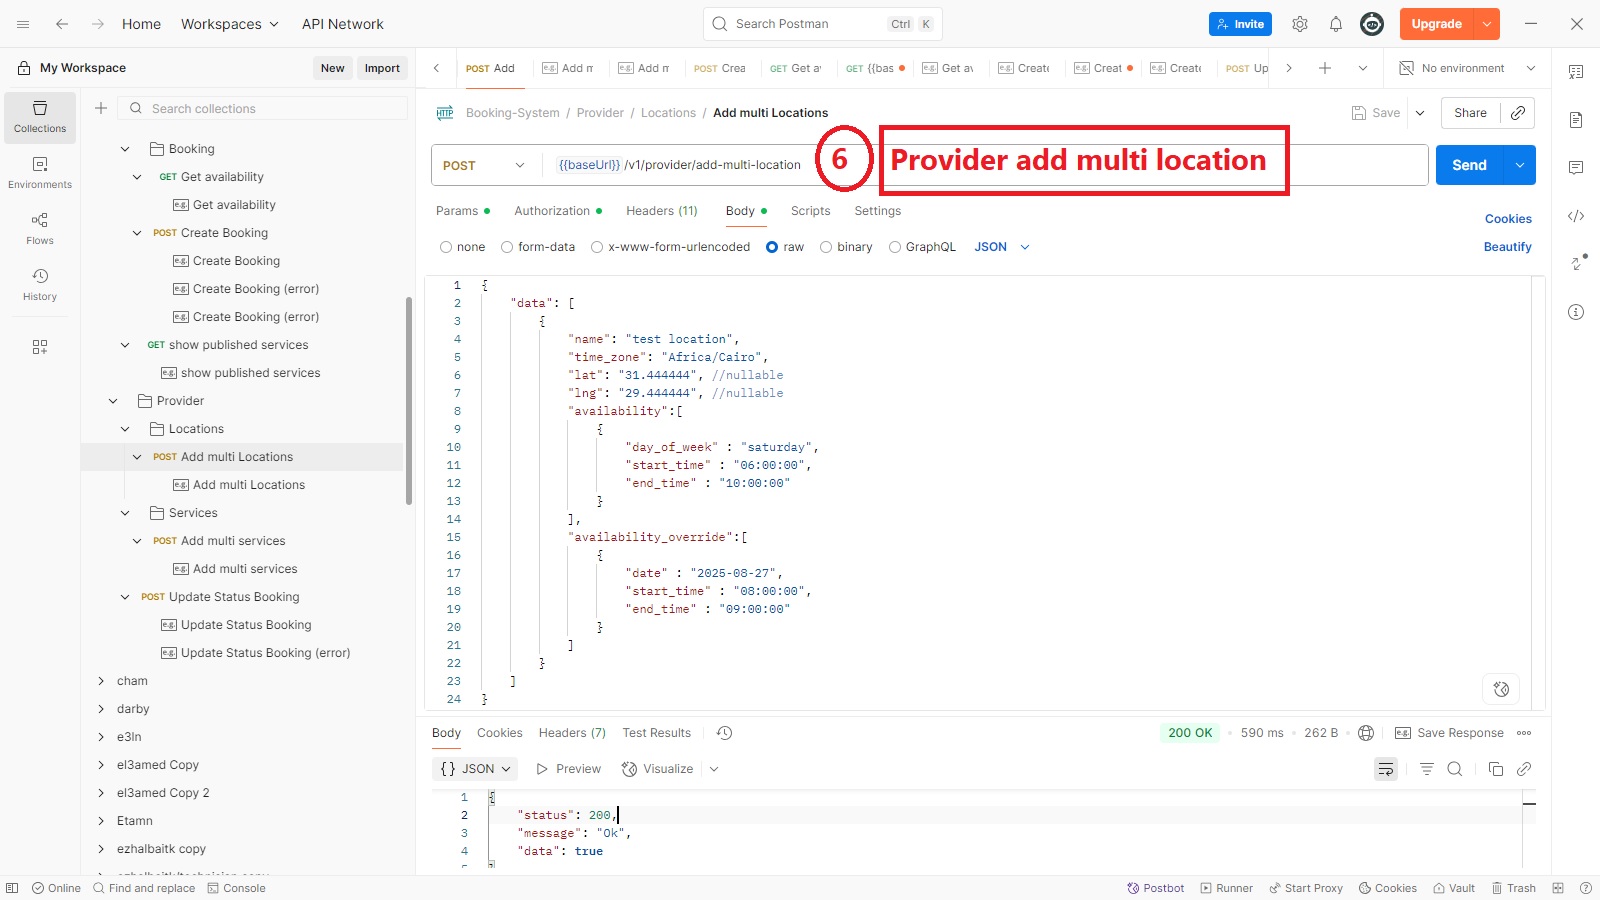 Home Workspaces API Network Search Postman Ctrl K Invite Upgrade
My Workspace New Import
POST Add e.g. Add m e.g. Add m POST Crea GET Get av GET {{bas e.g. Get av e.g. Create e.g. Creat e.g. Create POST Up No environment
Collections
Environments
Flows
History
Search collections
Booking
GET Get availability
e.g. Get availability
POST Create Booking
e.g. Create Booking
e.g. Create Booking (error)
e.g. Create Booking (error)
GET show published services
e.g. show published services
Provider
Locations
POST Add multi Locations
e.g. Add multi Locations
Services
POST Add multi services
e.g. Add multi services
POST Update Status Booking
e.g. Update Status Booking
e.g. Update Status Booking (error)
cham
darby
e3ln
el3amed Copy
el3amed Copy 2
Etamn
ezhalbaitk copy
HTTP Booking-System / Provider / Locations / Add multi Locations Save Share
POST {{baseUrl}} /v1/provider/add-multi-location 6 Provider add multi location Send
Params Authorization Headers (11) Body Scripts Settings Cookies
none form-data x-www-form-urlencoded raw binary GraphQL JSON Beautify
1 {
2 "data": [
3 {
4 "name": "test location",
5 "time_zone": "Africa/Cairo",
6 "lat": "31.444444", //nullable
7 "lng": "29.444444", //nullable
8 "availability":[
9 {
10 "day_of_week" : "saturday",
11 "start_time" : "06:00:00",
12 "end_time" : "10:00:00"
13 }
14 ],
15 "availability_override":[
16 {
17 "date" : "2025-08-27",
18 "start_time" : "08:00:00",
19 "end_time" : "09:00:00"
20 }
21 ]
22 }
23 ]
24 }
Body Cookies Headers (7) Test Results 200 OK • 590 ms • 262 B e.g. Save Response
{} JSON Preview Visualize
1 {
2 "status": 200,
3 "message": "Ok",
4 "data": true
Online Find and replace Console Postbot Runner Start Proxy Cookies Vault Trash